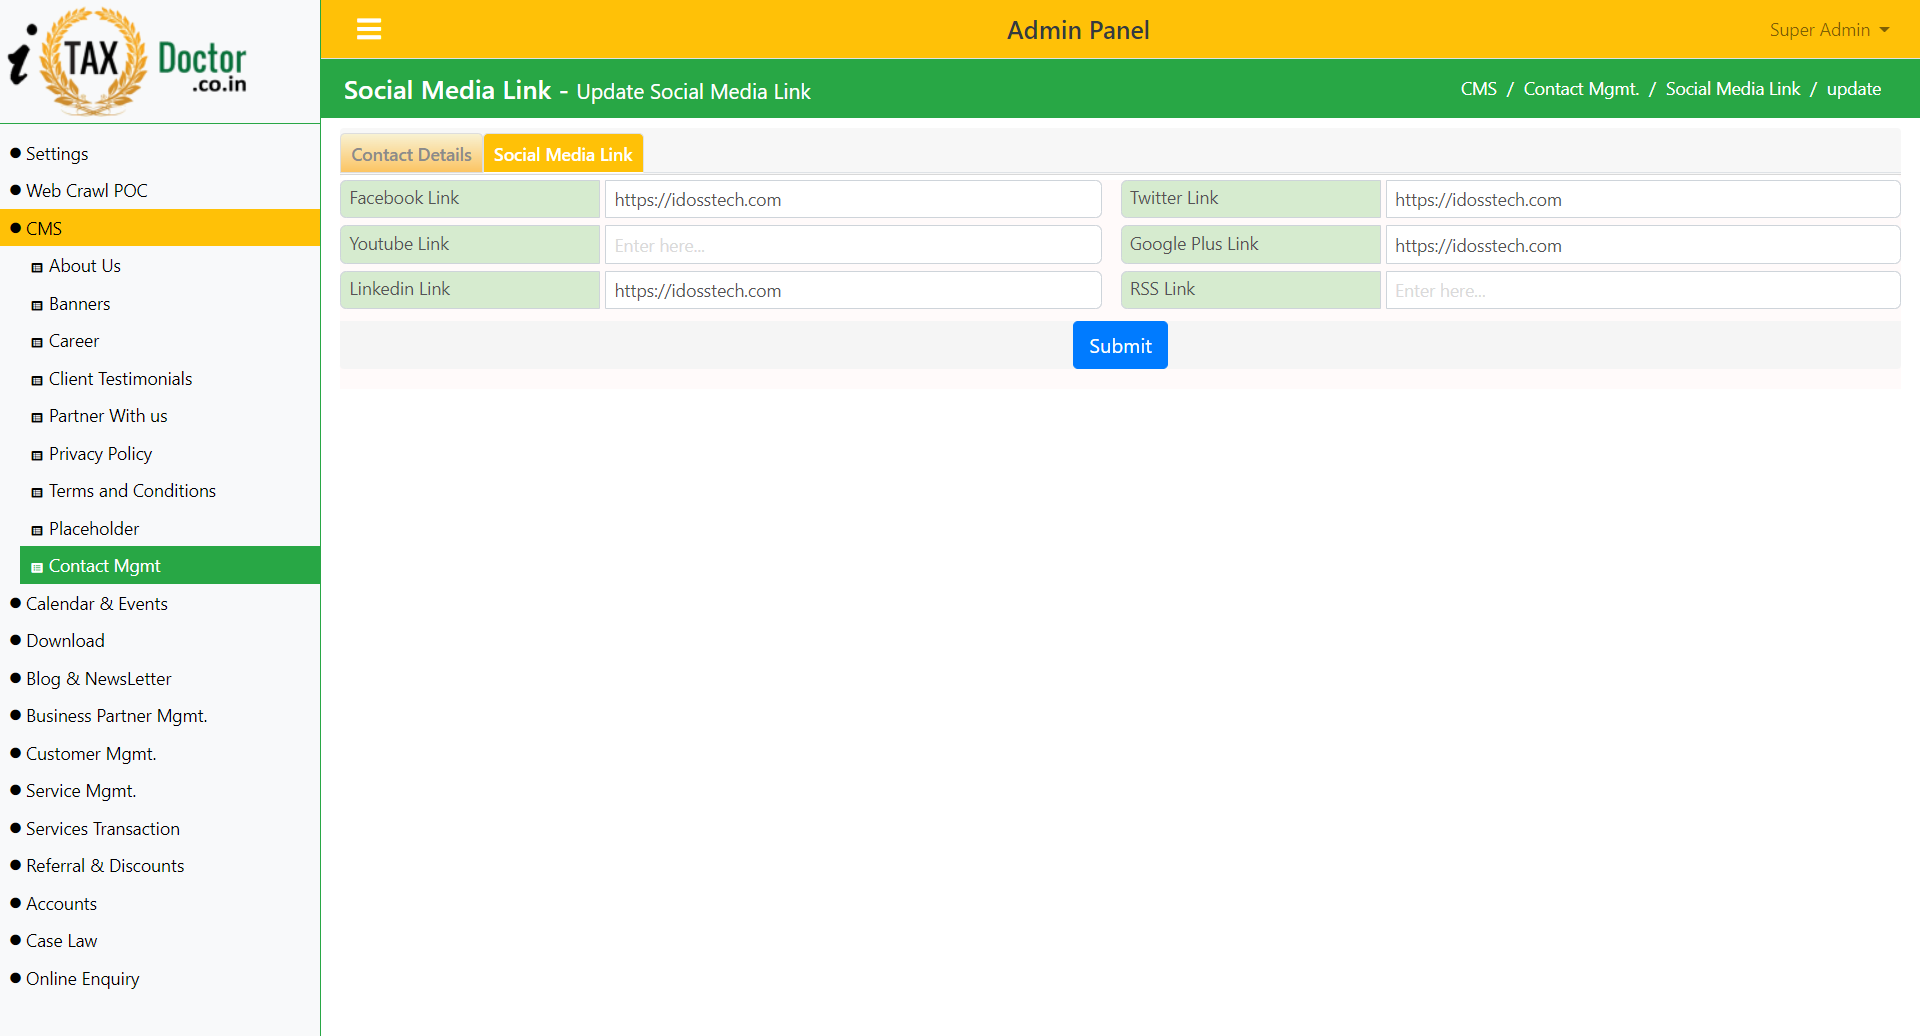 i TAX Doctor
.co.in
Admin Panel
Super Admin
Social Media Link - Update Social Media Link
CMS / Contact Mgmt. / Social Media Link / update
Settings
Web Crawl POC
CMS
About Us
Banners
Career
Client Testimonials
Partner With us
Privacy Policy
Terms and Conditions
Placeholder
Contact Mgmt
Calendar & Events
Download
Blog & NewsLetter
Business Partner Mgmt.
Customer Mgmt.
Service Mgmt.
Services Transaction
Referral & Discounts
Accounts
Case Law
Online Enquiry
Contact Details Social Media Link
Facebook Link https://idosstech.com Twitter Link https://idosstech.com
Youtube Link Enter here... Google Plus Link https://idosstech.com
Linkedin Link https://idosstech.com RSS Link Enter here...
Submit